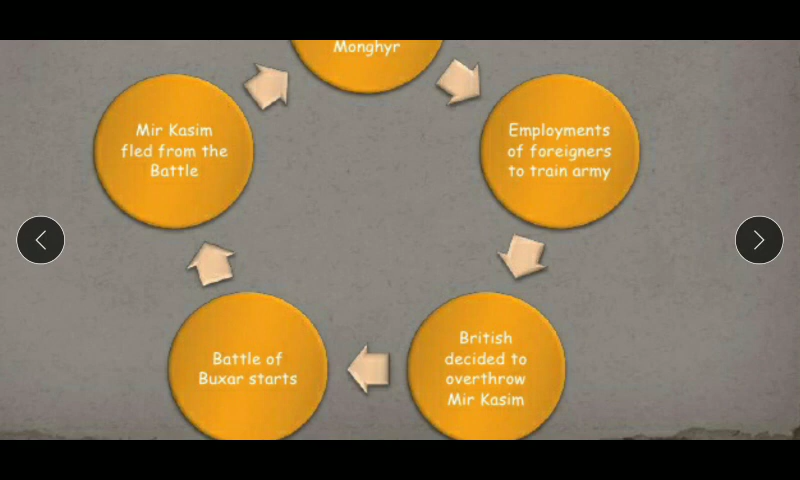 Monghyr
Employments
of foreigners
to train army
British
decided to
overthrow
Mir Kasim
Battle of
Buxar starts
Mir Kasim
fled from the
Battle